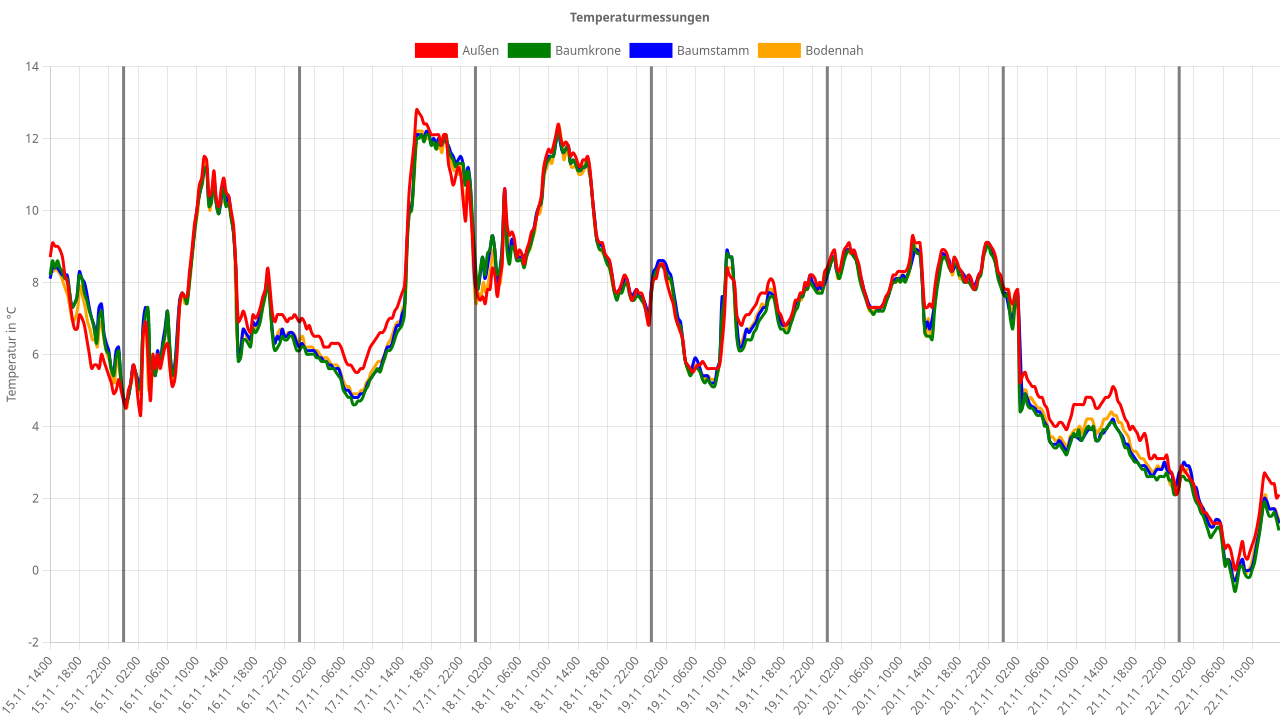 Temperaturmessungen
Außen Baumkrone Baumstamm Bodennah
Temperatur in °C
14
12
10
8
6
4
2
0
-2
15.11 - 14:00
15.11 - 18:00
15.11 - 22:00
16.11 - 02:00
16.11 - 06:00
16.11 - 10:00
16.11 - 14:00
16.11 - 18:00
16.11 - 22:00
17.11 - 02:00
17.11 - 06:00
17.11 - 10:00
17.11 - 14:00
17.11 - 18:00
17.11 - 22:00
18.11 - 02:00
18.11 - 06:00
18.11 - 10:00
18.11 - 14:00
18.11 - 18:00
18.11 - 22:00
19.11 - 02:00
19.11 - 06:00
19.11 - 10:00
19.11 - 14:00
19.11 - 18:00
19.11 - 22:00
20.11 - 02:00
20.11 - 06:00
20.11 - 10:00
20.11 - 14:00
20.11 - 18:00
20.11 - 22:00
21.11 - 02:00
21.11 - 06:00
21.11 - 10:00
21.11 - 14:00
21.11 - 18:00
21.11 - 22:00
22.11 - 02:00
22.11 - 06:00
22.11 - 10:00